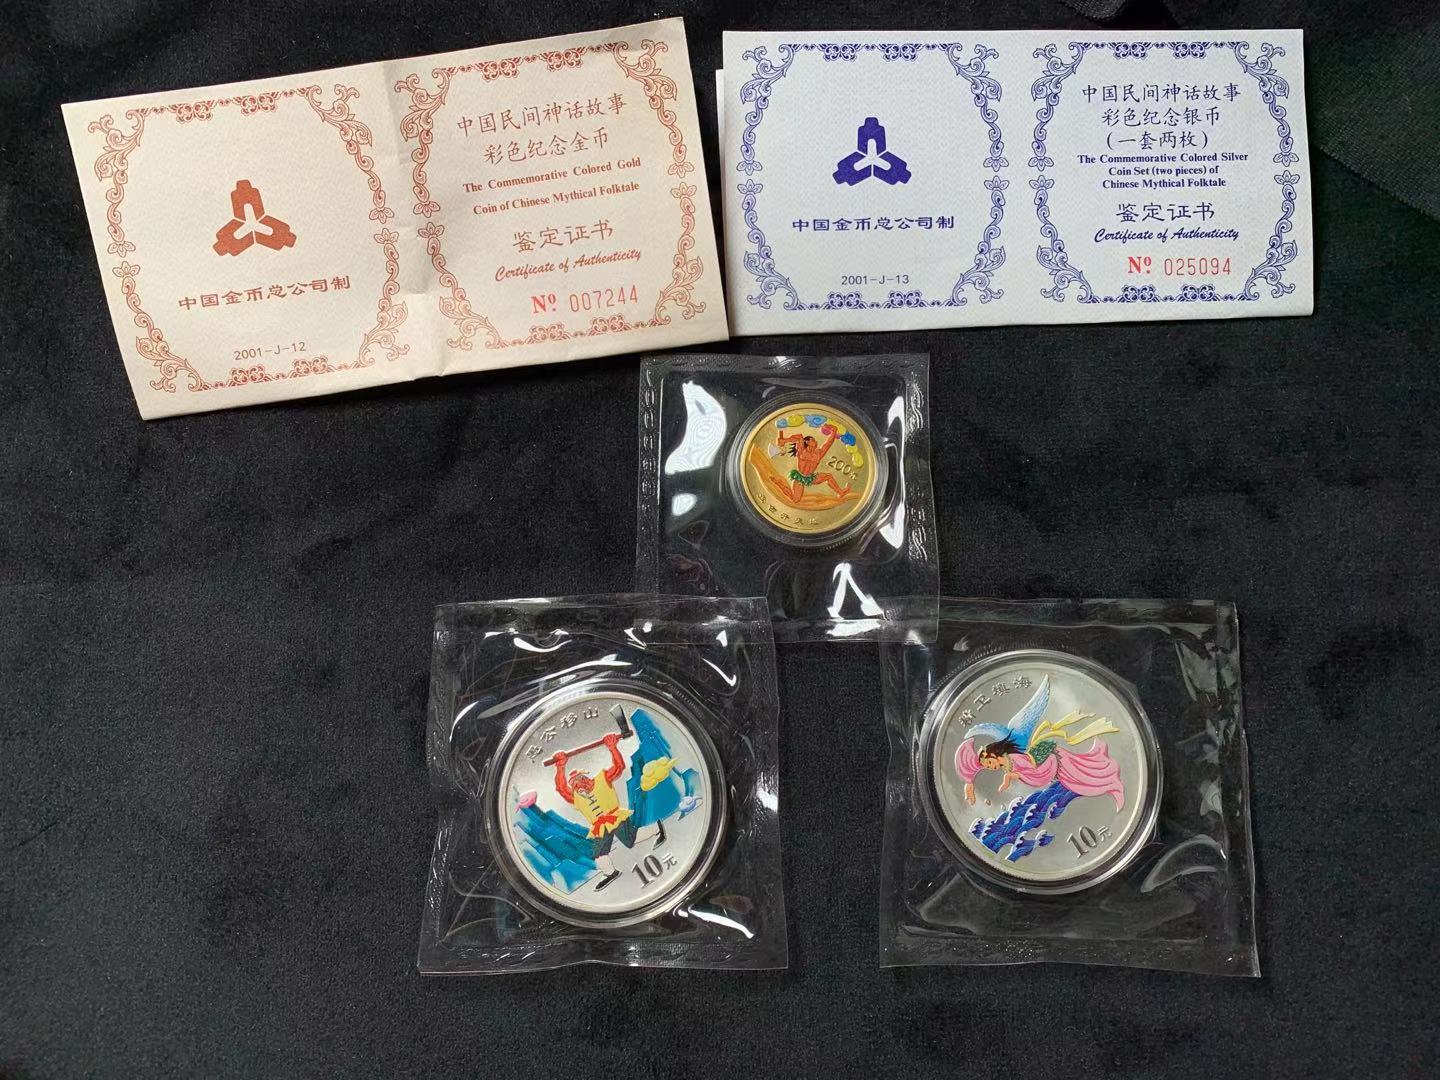 中国金币总公司制
2001-J-12
中国民间神话故事
彩色纪念金币
The Commemorative Colored Gold
Coin of Chinese Mythical Folktale
鉴定证书
Certificate of Authenticity
№ 007244
中国金币总公司制
2001-J-13
中国民间神话故事
彩色纪念银币
(一套两枚)
The Commemorative Colored Silver
Coin Set (two pieces) of
Chinese Mythical Folktale
鉴定证书
Certificate of Authenticity
№ 025094
200元
盘古开天地
愚公移山
10元
精卫填海
10元